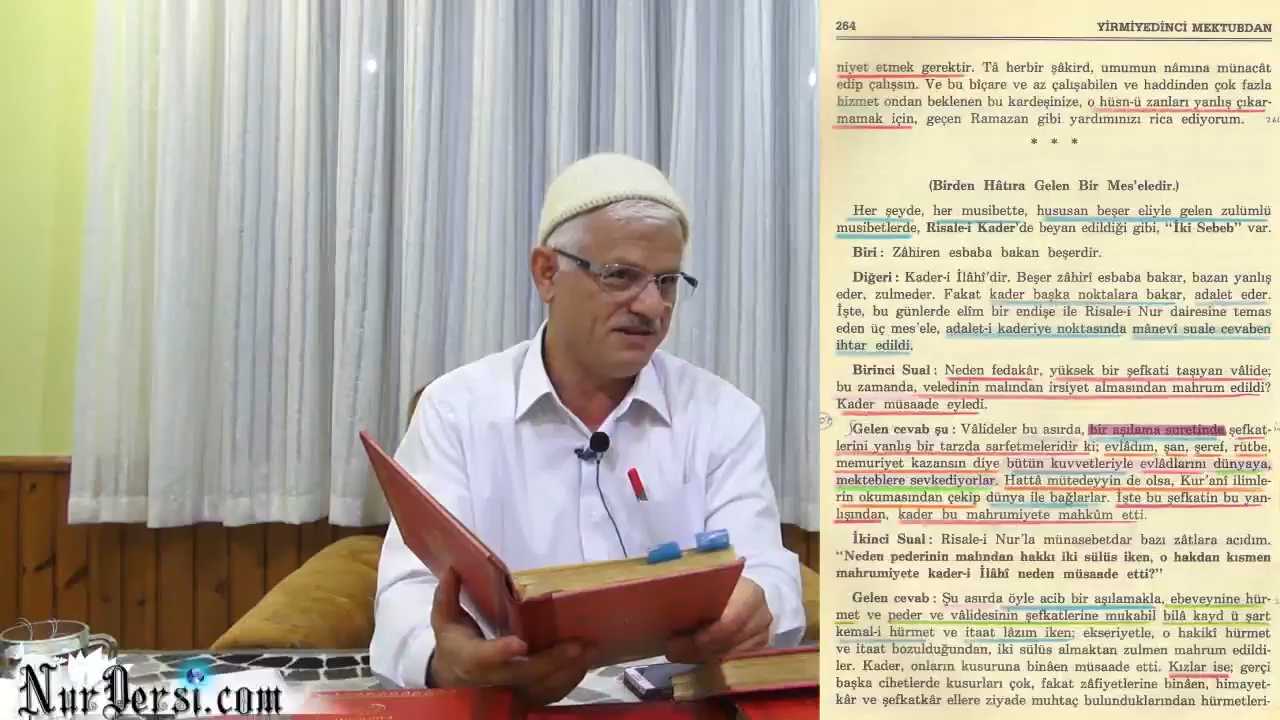 264 YİRMİYEDİNCİ MEKTUBDAN
niyet etmek gerektir. Tâ herbir şâkird, umumun nâmına münacât
edip çalışsın. Ve bu bîçare ve az çalışabilen ve haddinden çok fazla
hizmet ondan beklenen bu kardeşinize, o hüsn-ü zanları yanlış çıkar-
mamak için, geçen Ramazan gibi yardımınızı rica ediyorum.
* * *
(Birden Hâtıra Gelen Bir Mes'eledir.)
Her şeyde, her musibette, hususan beşer eliyle gelen zulümlü
musibetlerde, Risale-i Kader'de beyan edildiği gibi, "İki Sebeb" var.
Biri : Zâhiren esbaba bakan beşerdir.
Diğeri : Kader-i İlâhî'dir. Beşer zâhirî esbaba bakar, bazan yanlış
eder, zulmeder. Fakat kader başka noktalara bakar, adalet eder.
İşte, bu günlerde elîm bir endişe ile Risale-i Nur dairesine temas
eden üç mes'ele, adalet-i kaderiye noktasında mânevî suale cevaben
ihtar edildi.
Birinci Sual : Neden fedakâr, yüksek bir şefkati taşıyan vâlide;
bu zamanda, veledinin malından irsiyet almasından mahrum edildi?
Kader müsaade eyledi.
Gelen cevab şu : Vâlideler bu asırda, bir aşılama suretinde şefkat-
lerini yanlış bir tarzda sarfetmeleridir ki; evlâdım, şan, şeref, rütbe,
memuriyet kazansın diye bütün kuvvetleriyle evlâdlarını dünyaya,
mekteblere sevkediyorlar. Hattâ mütedeyyin de olsa, Kur'anî ilimle-
rin okumasından çekip dünya ile bağlarlar. İşte bu şefkatin bu yan-
lışından, kader bu mahrumiyete mahkûm etti.
İkinci Sual : Risale-i Nur'la münasebetdar bazı zâtlara acıdım.
"Neden pederinin malından hakkı iki sülüs iken, o hakdan kısmen
mahrumiyete kader-i İlâhî neden müsaade etti?"
Gelen cevab : Şu asırda öyle acib bir aşılamakla, ebeveynine hür-
met ve peder ve vâlidesinin şefkatlerine mukabil bilâ kayd ü şart
kemal-i hürmet ve itaat lâzım iken; ekseriyetle, o hakikî hürmet
ve itaat bozulduğundan, iki sülüs almaktan zulmen mahrum edildi-
ler. Kader, onların kusuruna binâen müsaade etti. Kızlar ise; gerçi
başka cihetlerde kusurları çok, fakat zâfiyetlerine binâen, himayet-
kâr ve şefkatkâr ellere ziyade muhtaç bulunduklarından hürmetleri-
NurDersi.com